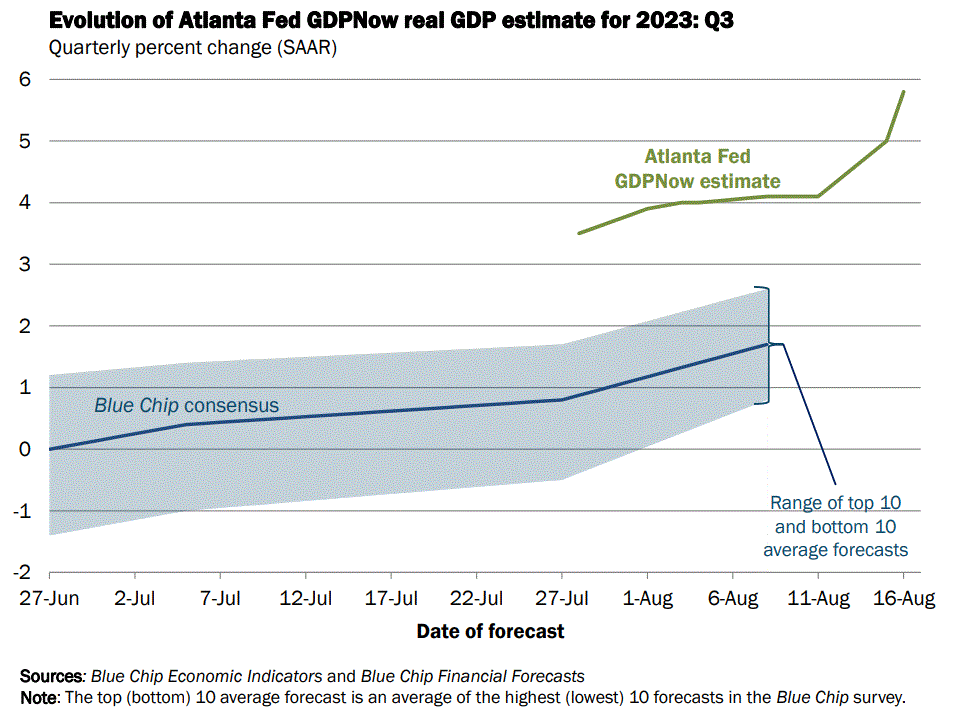 Evolution of Atlanta Fed GDPNow real GDP estimate for 2023: Q3
Quarterly percent change (SAAR)
6
5
4
3
2
1
0
-1
-2
Atlanta Fed
GDPNow estimate
Blue Chip consensus
Range of top 10
and bottom 10
average forecasts
27-Jun 2-Jul 7-Jul 12-Jul 17-Jul 22-Jul 27-Jul 1-Aug 6-Aug 11-Aug 16-Aug
Date of forecast
Sources: Blue Chip Economic Indicators and Blue Chip Financial Forecasts
Note: The top (bottom) 10 average forecast is an average of the highest (lowest) 10 forecasts in the Blue Chip survey.